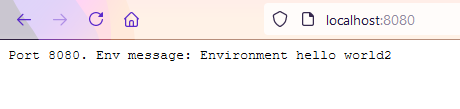 localhost:8080
Port 8080. Env message: Environment hello world2